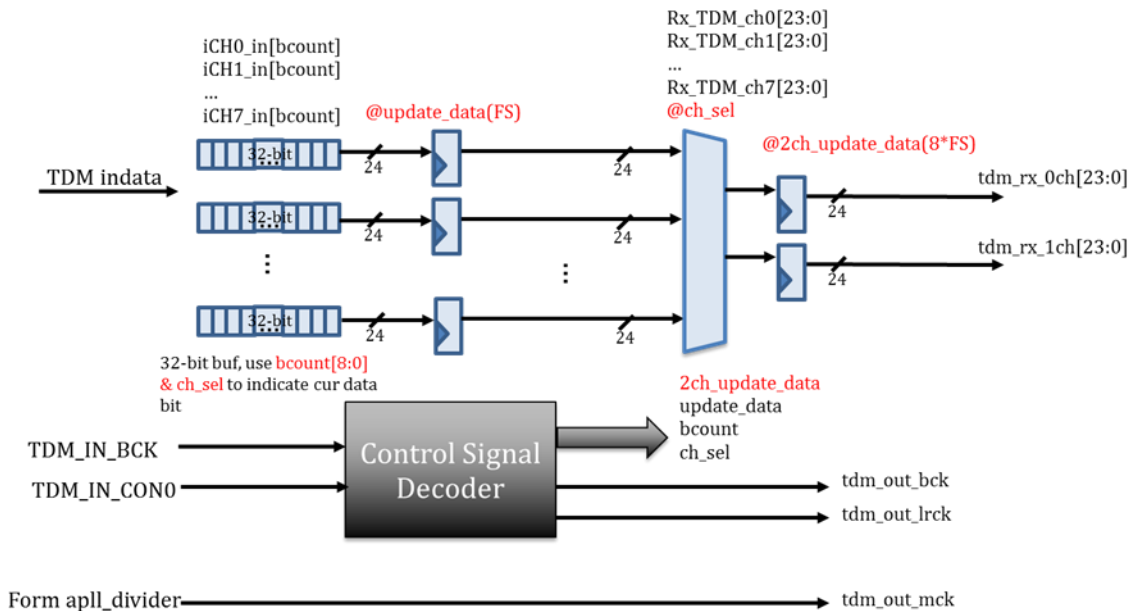 iCH0_in[bcount]
iCH1_in[bcount]
...
iCH7_in[bcount]
@update_data(FS)
Rx_TDM_ch0[23:0]
Rx_TDM_ch1[23:0]
...
Rx_TDM_ch7[23:0]
@ch_sel
@2ch_update_data(8*FS)
TDM indata
32-bit
...
24
24
24
tdm_rx_0ch[23:0]
32-bit
...
24
24
24
tdm_rx_1ch[23:0]
...
...
32-bit
...
24
24
32-bit buf, use bcount[8:0]
& ch_sel to indicate cur data
bit
2ch_update_data
update_data
bcount
ch_sel
TDM_IN_BCK
TDM_IN_CON0
Control Signal
Decoder
tdm_out_bck
tdm_out_lrck
Form apll_divider
tdm_out_mck